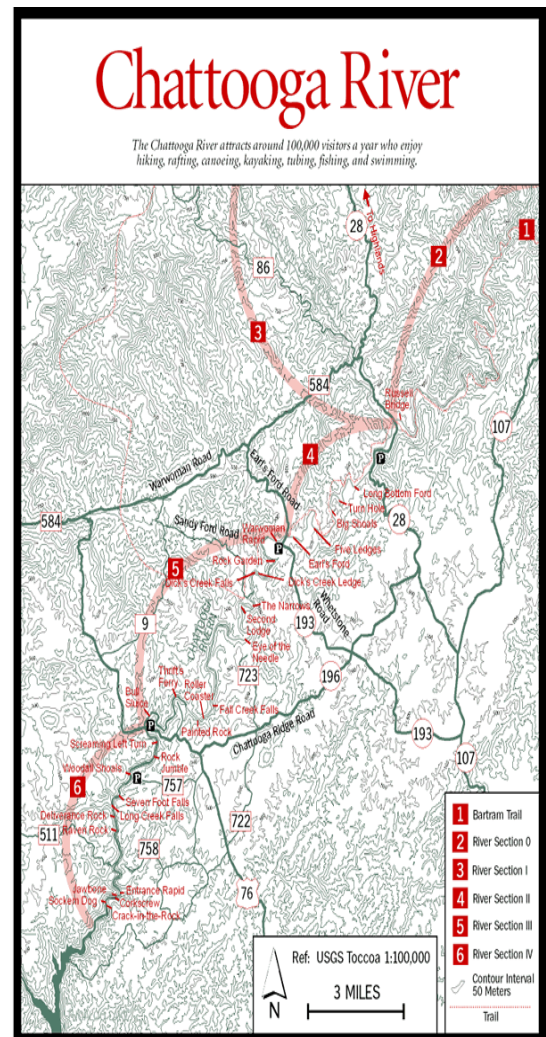 Chattooga River
The Chattooga River attracts around 100,000 visitors a year who enjoy
hiking, rafting, canoeing, kayaking, tubing, fishing, and swimming.
28
To Highlands
1
2
86
3
584
Bridge
107
4
Warwoman Road
Earl's Ford Road
P
Long Bottom Ford
Turn Hole
Big Shoals
28
584
Sandy Ford Road
Warwoman
Rapid
P
Five Ledges
Earl's Ford
5
Rock Garden
Dick's Creek Falls
Dick's Creek Ledge
The Narrows
Second
Ledge
Whetstone
Road
9
193
Eye of the
Needle
CHATTOOGA
723
196
Thrift's
Ferry
Roller
Coaster
Bull
Sluice
Fall Creek Falls
P
Painted Rock
Chattooga Ridge Road
193
107
Screaming Left Turn
Rock
Jumble
Woodall Shoals
P
6
757
Seven Foot Falls
Deliverance Rock
Long Creek Falls
Raven Rock
511
722
758
76
Jawbone
Entrance Rapid
Sockem Dog
Corkscrew
Crack-in-the-Rock
1 Bartram Trail
2 River Section 0
3 River Section I
4 River Section II
5 River Section III
6 River Section IV
Contour Interval
50 Meters
Trail
Ref: USGS Toccoa 1:100,000
3 MILES
N